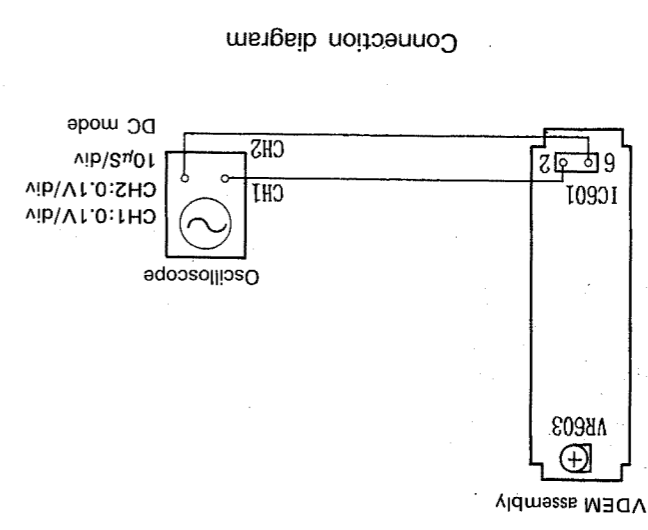 VDEM assembly
VR603
Oscilloscope
CH1:0.1V/div
CH2:0.1V/div
10μS/div
DC mode
IC601
6 2
CH1
CH2
Connection diagram